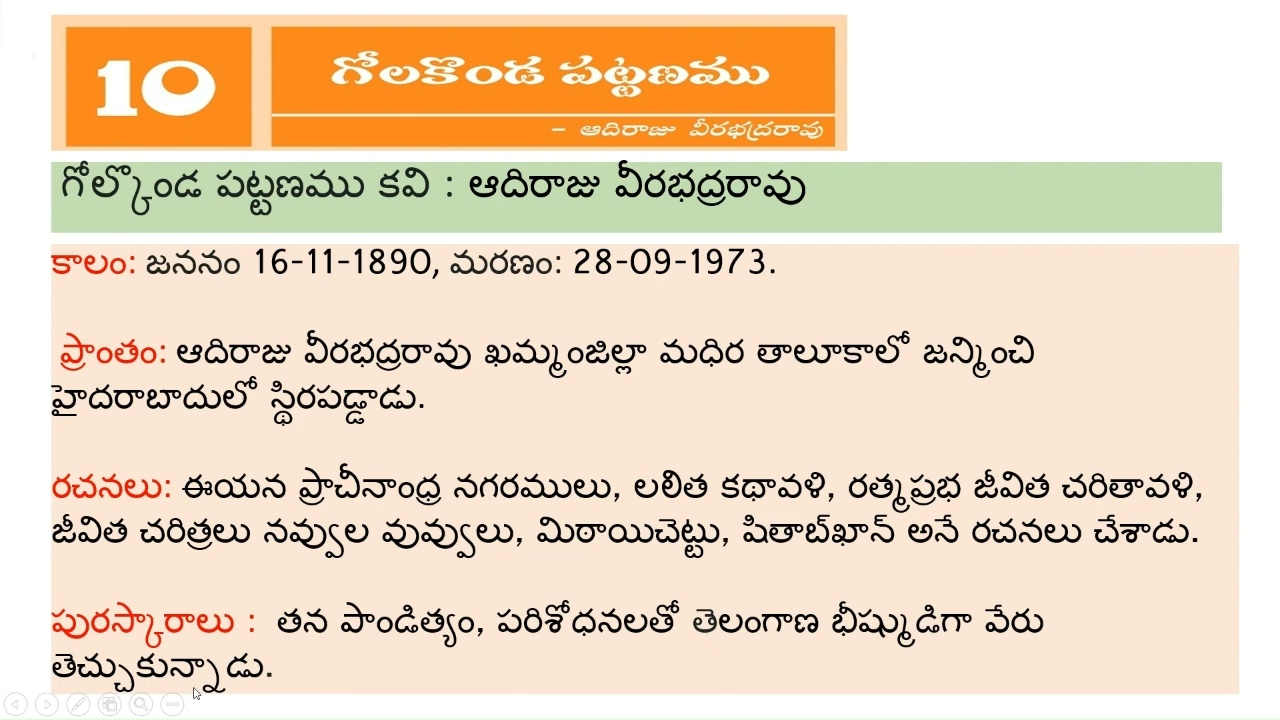 10
గోలకొండ పట్టణము
- ఆదిరాజు వీరభద్రరావు
గోల్కొండ పట్టణము కవి : ఆదిరాజు వీరభద్రరావు
కాలం: జననం 16-11-1890, మరణం: 28-09-1973.
ప్రాంతం: ఆదిరాజు వీరభద్రరావు ఖమ్మంజిల్లా మధిర తాలూకాలో జన్మించి
హైదరాబాదులో స్థిరపడ్డాడు.
రచనలు: ఈయన ప్రాచీనాంధ్ర నగరములు, లలిత కథావళి, రత్మప్రభ జీవిత చరితావళి,
జీవిత చరిత్రలు నవ్వుల వువ్వులు, మిఠాయిచెట్టు, షితాబ్‌ఖాన్ అనే రచనలు చేశాడు.
పురస్కారాలు : తన పాండిత్యం, పరిశోధనలతో తెలంగాణ భీష్ముడిగా వేరు
తెచ్చుకున్నాడు.